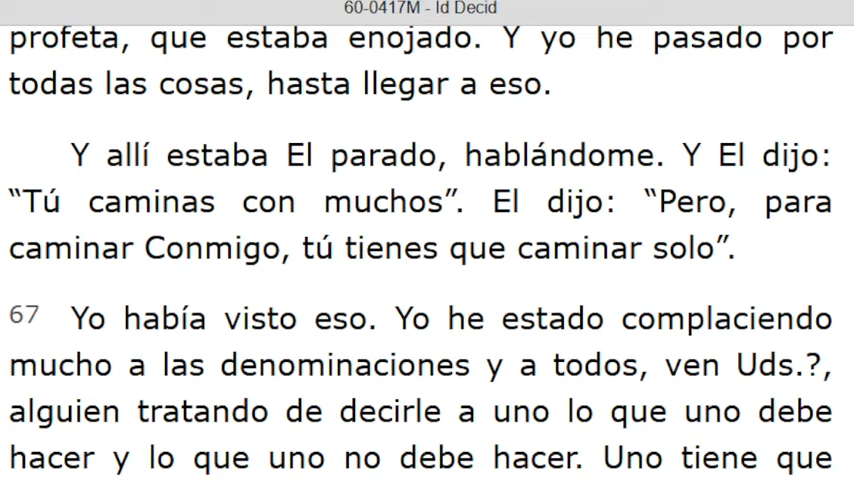 60-0417M - Id Decid
profeta, que estaba enojado. Y yo he pasado por
todas las cosas, hasta llegar a eso.
Y allí estaba El parado, hablándome. Y El dijo:
“Tú caminas con muchos”. El dijo: “Pero, para
caminar Conmigo, tú tienes que caminar solo”.
67 Yo había visto eso. Yo he estado complaciendo
mucho a las denominaciones y a todos, ven Uds.?,
alguien tratando de decirle a uno lo que uno debe
hacer y lo que uno no debe hacer. Uno tiene que